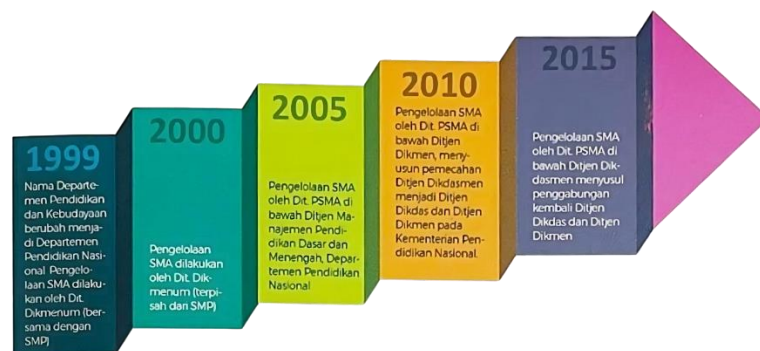 1999
Nama Departe-
men Pendidikan
dan Kebudayaan
berubah menja-
di Departemen
Pendidikan Nasi-
onal. Pengelo-
laan SMA dilaku-
kan oleh Dit.
Dikmenum (ber-
sama dengan
SMP)
2000
Pengelolaan
SMA dilakukan
oleh Dit. Dik-
menum (terpi-
sah dari SMP)
2005
Pengelolaan SMA
oleh Dit. PSMA di
bawah Ditjen Ma-
najemen Pendi-
dikan Dasar dan
Menengah, Depar-
temen Pendidikan
Nasional
2010
Pengelolaan SMA
oleh Dit. PSMA di
bawah Ditjen
Dikmen, meny-
usun pemecahan
Ditjen Dikdasmen
menjadi Ditjen
Dikdas dan Ditjen
Dikmen pada
Kementerian Pen-
didikan Nasional.
2015
Pengelolaan SMA
oleh Dit. PSMA di
bawah Ditjen Dik-
dasmen menyusul
penggabungan
kembali Ditjen
Dikdas dan Ditjen
Dikmen